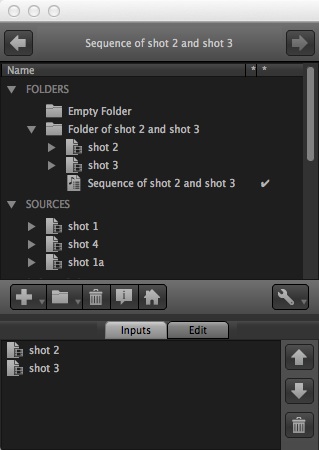 Sequence of shot 2 and shot 3
Name * *
FOLDERS
Empty Folder
Folder of shot 2 and shot 3
shot 2
shot 3
Sequence of shot 2 and shot 3 ✔
SOURCES
shot 1
shot 4
shot 1a
Inputs Edit
shot 2
shot 3